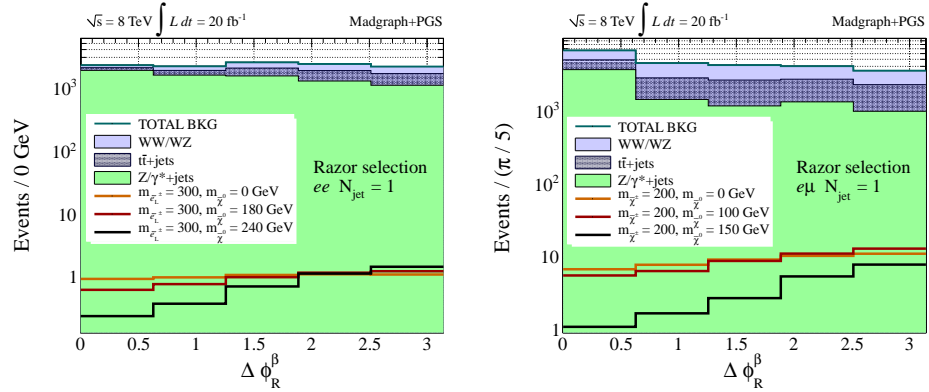 √s = 8 TeV ∫ L dt = 20 fb⁻¹ Madgraph+PGS
Events / 0 GeV
10³
10²
10
1
TOTAL BKG
WW/WZ
tt̄+jets
Z/γ*+jets
m_ẽ_L^± = 300, m_χ̃⁰ = 0 GeV
m_ẽ_L^± = 300, m_χ̃⁰ = 180 GeV
m_ẽ_L^± = 300, m_χ̃⁰ = 240 GeV
Razor selection
ee N_jet = 1
0 0.5 1 1.5 2 2.5 3
Δ ϕ_R^β
√s = 8 TeV ∫ L dt = 20 fb⁻¹ Madgraph+PGS
Events / (π / 5)
10³
10²
10
1
TOTAL BKG
WW/WZ
tt̄+jets
Z/γ*+jets
m_χ̃^± = 200, m_χ̃⁰ = 0 GeV
m_χ̃^± = 200, m_χ̃⁰ = 100 GeV
m_χ̃^± = 200, m_χ̃⁰ = 150 GeV
Razor selection
eμ N_jet = 1
0 0.5 1 1.5 2 2.5 3
Δ ϕ_R^β